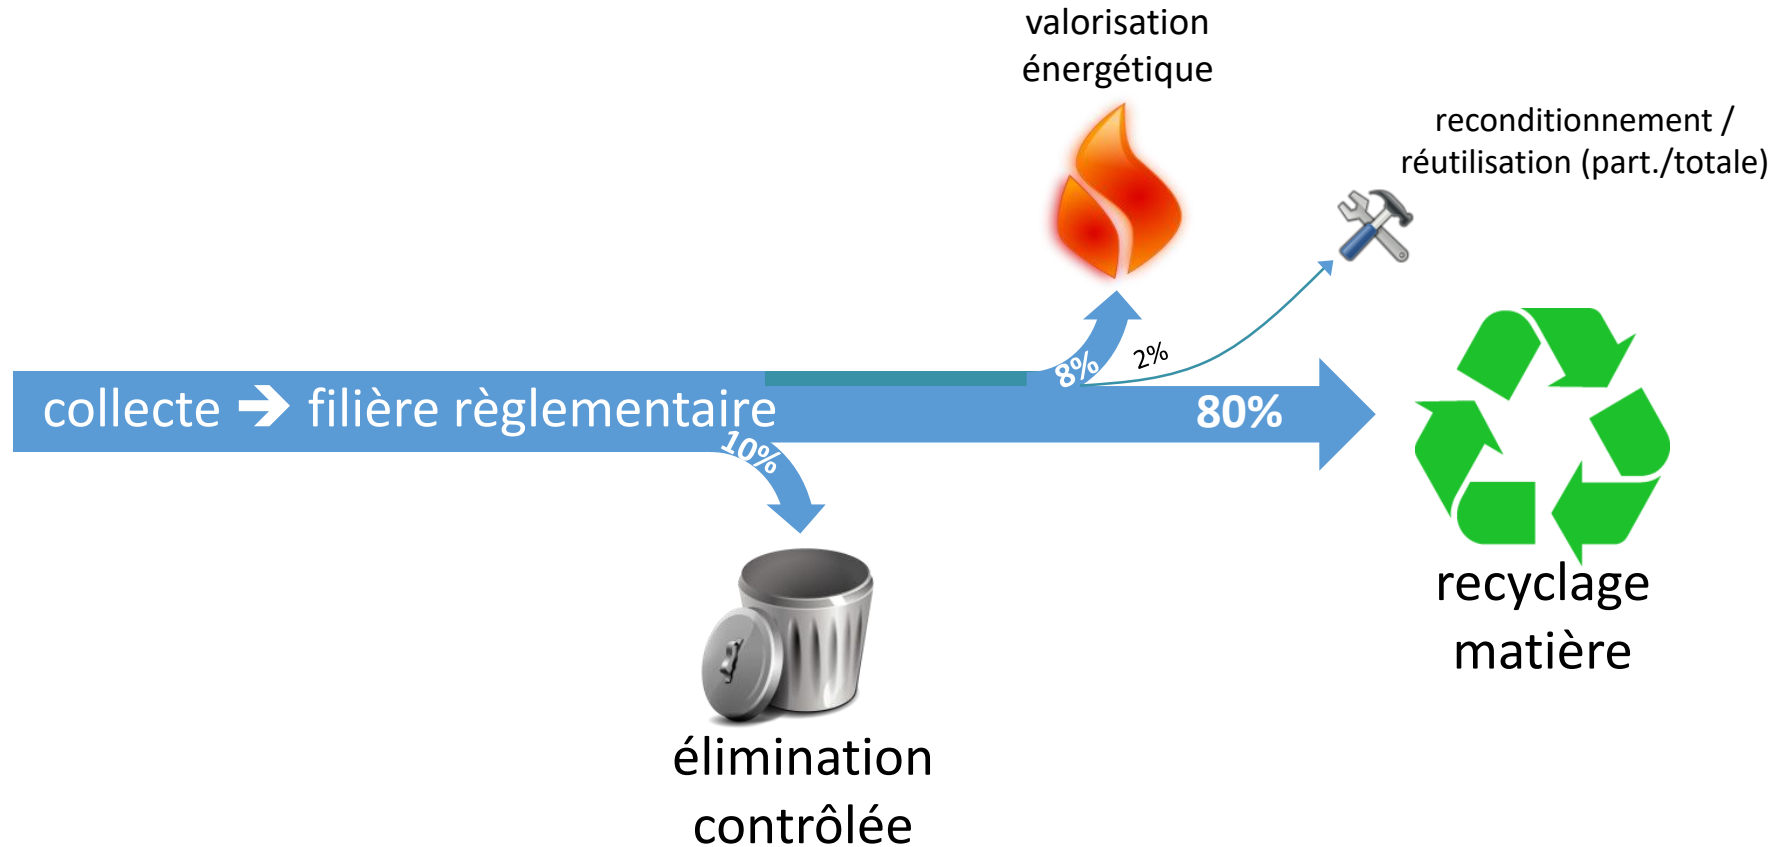 valorisation
énergétique
reconditionnement /
réutilisation (part./totale)
8%
2%
collecte ➔ filière règlementaire
80%
10%
recyclage
matière
élimination
contrôlée